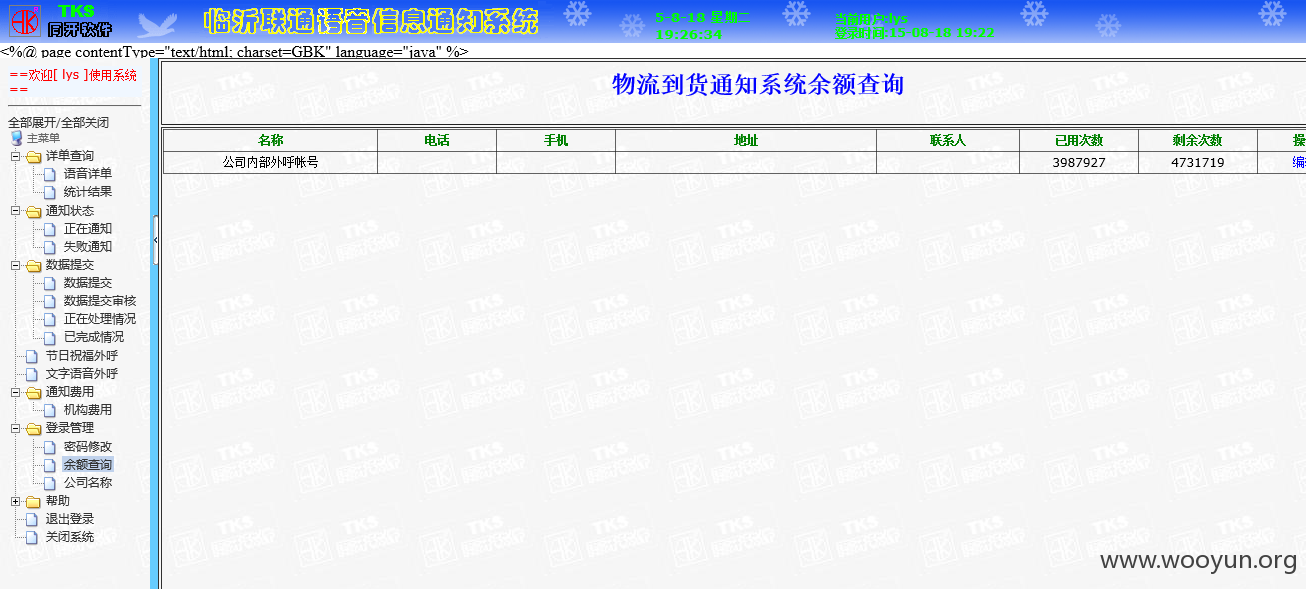 TKS
同开软件
临沂联通语音信息通知系统
5-8-18 星期二
19:26:34
当前用户:lys
15-08-18 19:22
<%@ page contentType="text/html; charset=GBK" language="java" %>
==欢迎[ lys ]使用系统
==
全部展开/全部关闭
主菜单
详单查询
语音详单
统计结果
通知状态
正在通知
失败通知
数据提交
数据提交
数据提交审核
正在处理情况
已完成情况
节日祝福外呼
文字语音外呼
通知费用
机构费用
登录管理
密码修改
余额查询
公司名称
帮助
退出登录
关闭系统
物流到货通知系统余额查询
名称 电话 手机 地址 联系人 已用次数 剩余次数 操
公司内部外呼帐号 3987927 4731719 编
www.wooyun.org